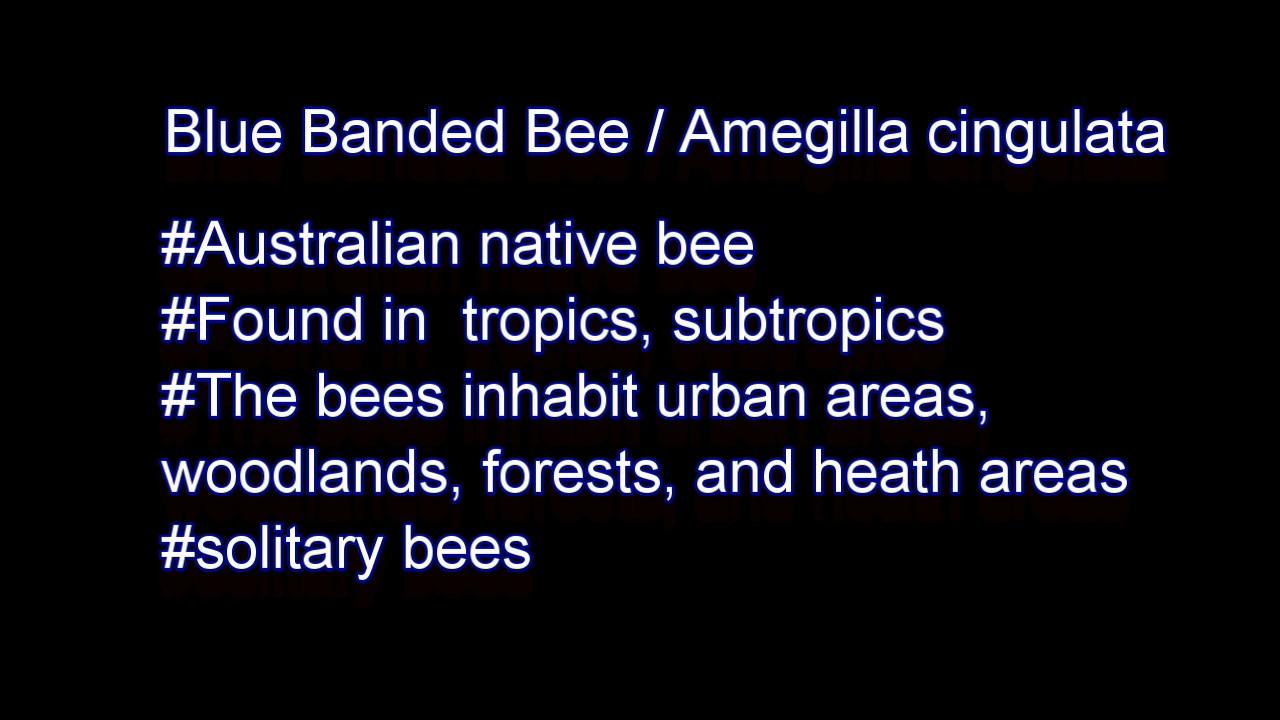 Blue Banded Bee / Amegilla cingulata
#Australian native bee
#Found in  tropics, subtropics
#The bees inhabit urban areas,
woodlands, forests, and heath areas
#solitary bees